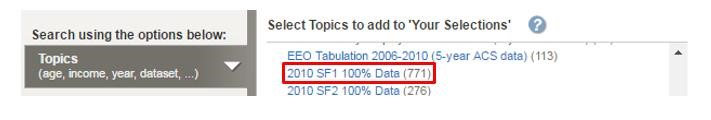 Search using the options below:
Topics
(age, income, year, dataset, ...)
Select Topics to add to 'Your Selections' ?
EEO Tabulation 2006-2010 (5-year ACS data) (113)
2010 SF1 100% Data (771)
2010 SF2 100% Data (276)